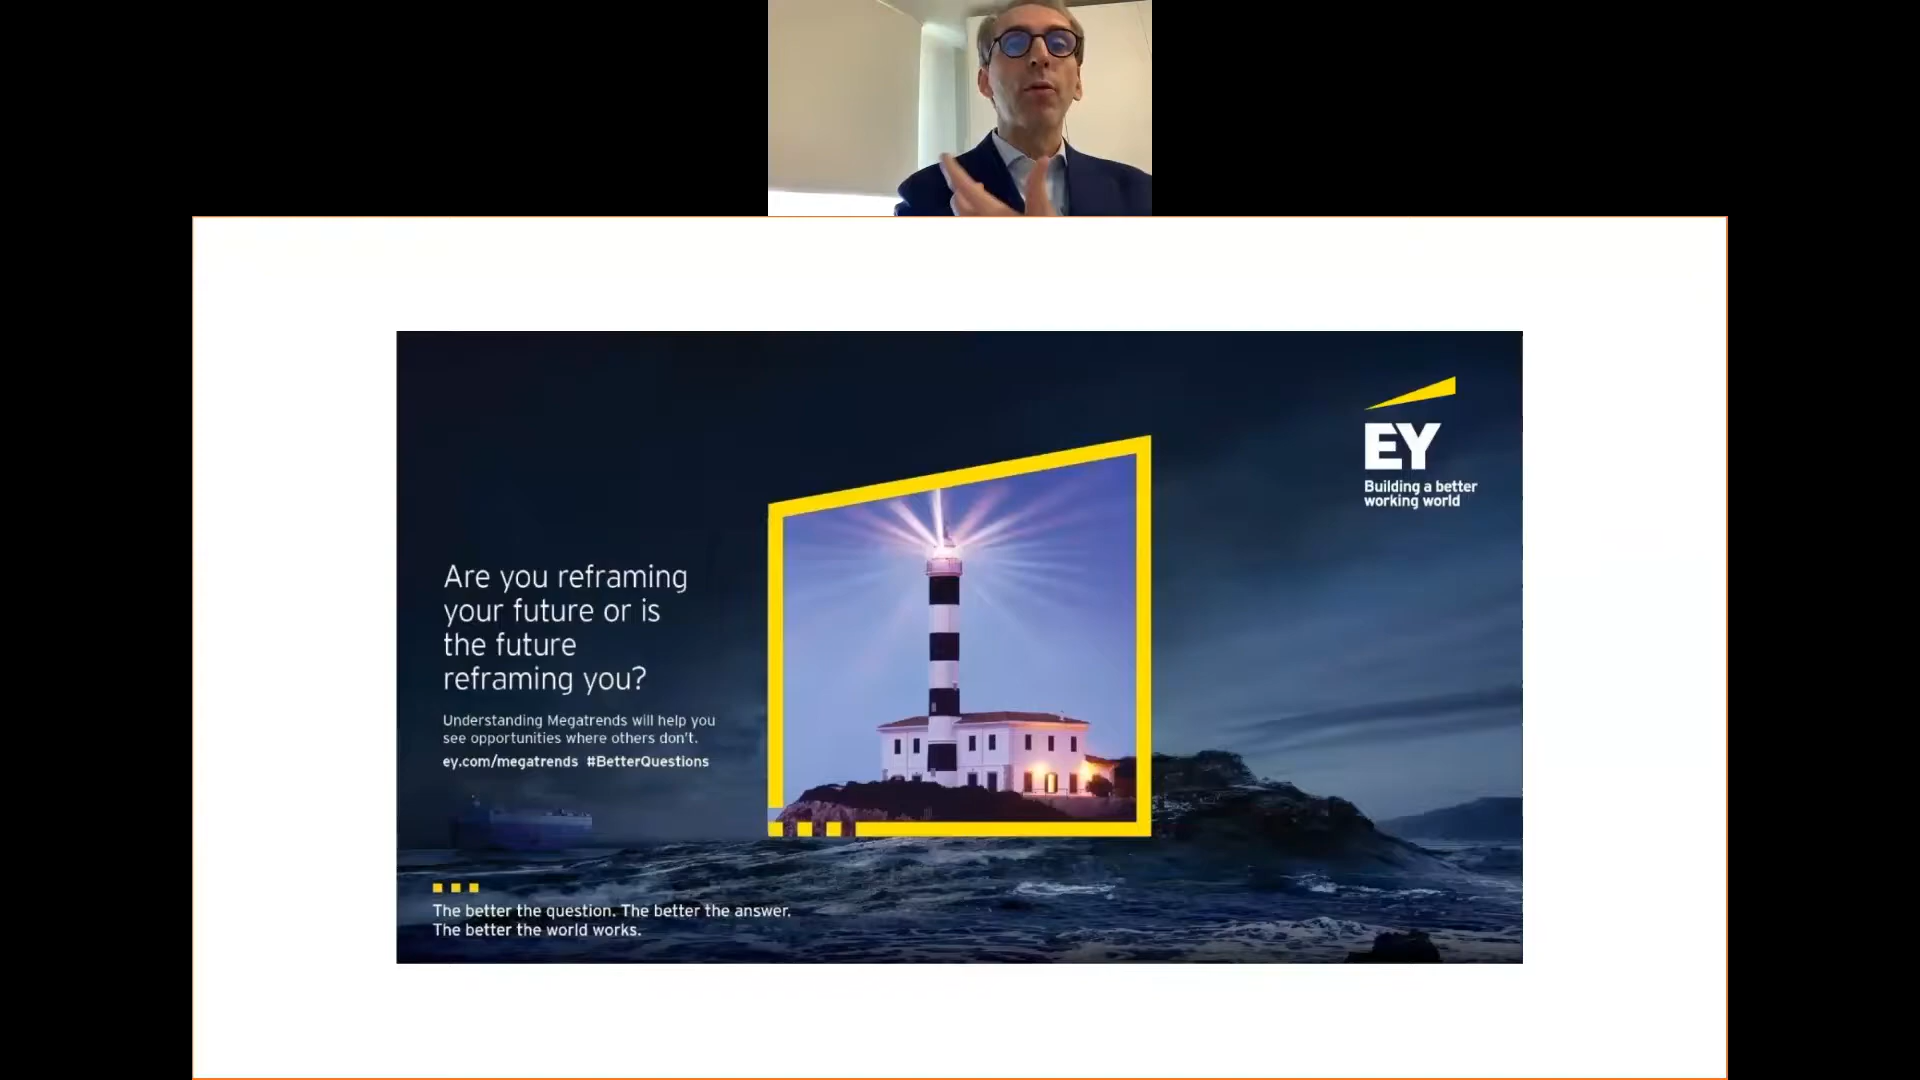 EY
Building a better
working world
Are you reframing
your future or is
the future
reframing you?
Understanding Megatrends will help you
see opportunities where others don't.
ey.com/megatrends #BetterQuestions
The better the question. The better the answer.
The better the world works.